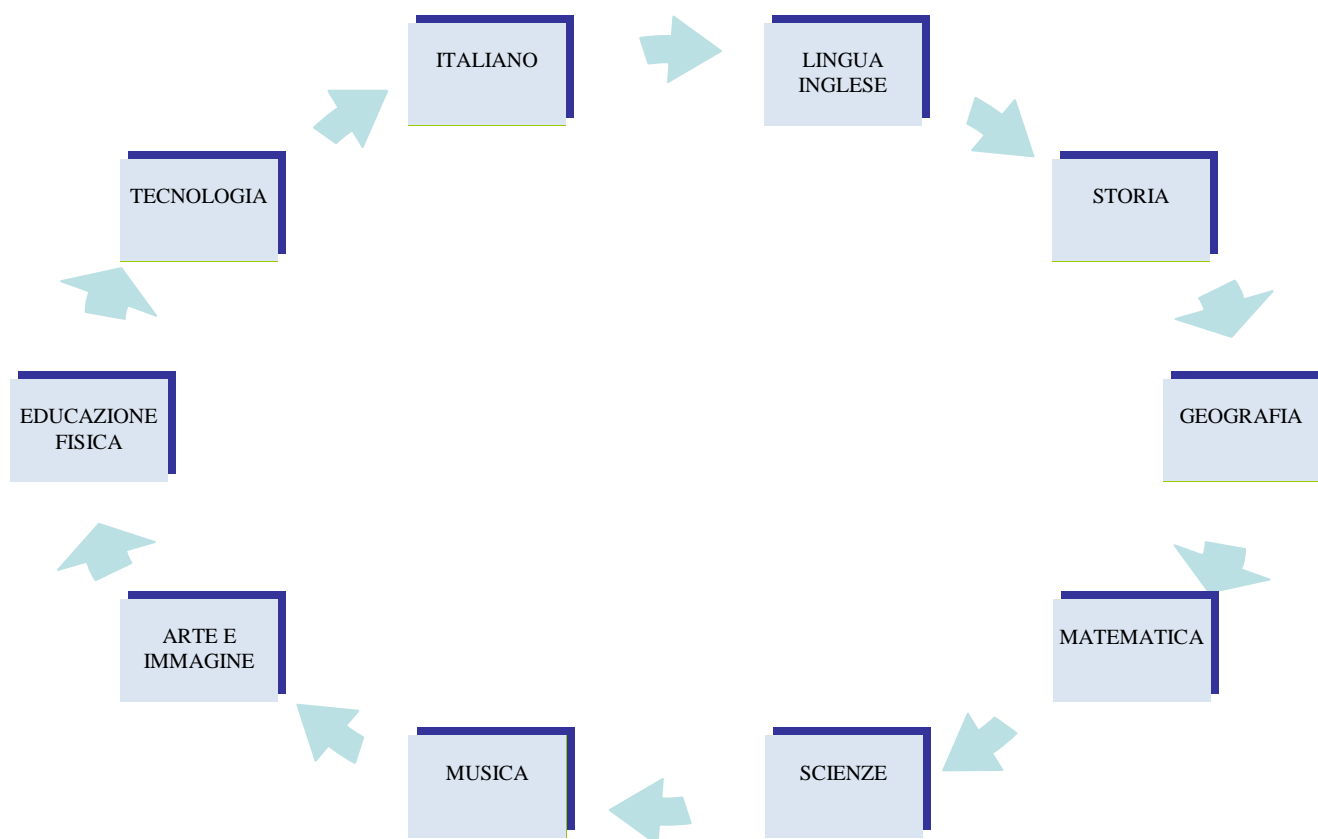 ITALIANO
LINGUA
INGLESE
STORIA
GEOGRAFIA
MATEMATICA
SCIENZE
MUSICA
ARTE E
IMMAGINE
EDUCAZIONE
FISICA
TECNOLOGIA